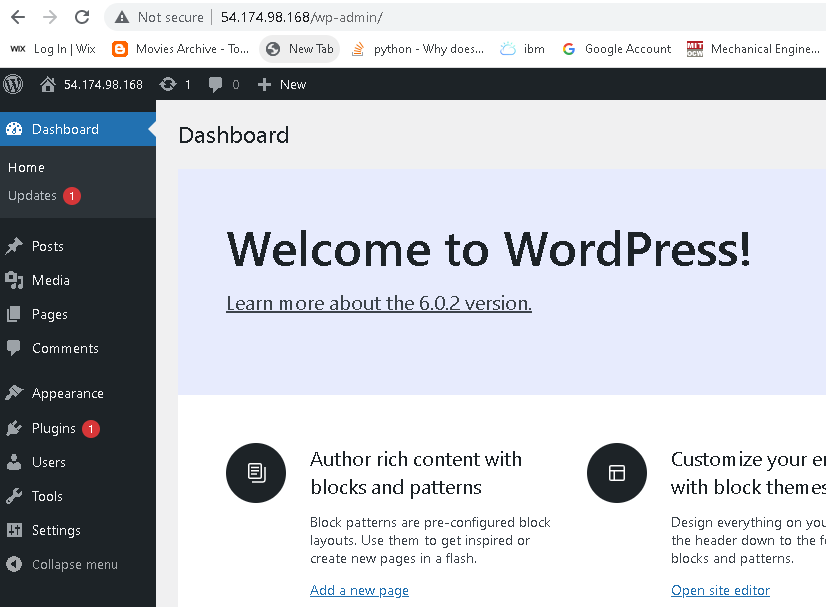 Not secure 54.174.98.168/wp-admin/
WIX Log In | Wix Movies Archive - To... New Tab python - Why does... ibm Google Account MIT OCW Mechanical Engine...
54.174.98.168 1 0 New
Dashboard
Home
Updates 1
Posts
Media
Pages
Comments
Appearance
Plugins 1
Users
Tools
Settings
Collapse menu
Dashboard
Welcome to WordPress!
Learn more about the 6.0.2 version.
Author rich content with
blocks and patterns
Block patterns are pre-configured block
layouts. Use them to get inspired or
create new pages in a flash.
Add a new page
Customize your
with block themes
Design everything on you
the header down to the
blocks and patterns.
Open site editor